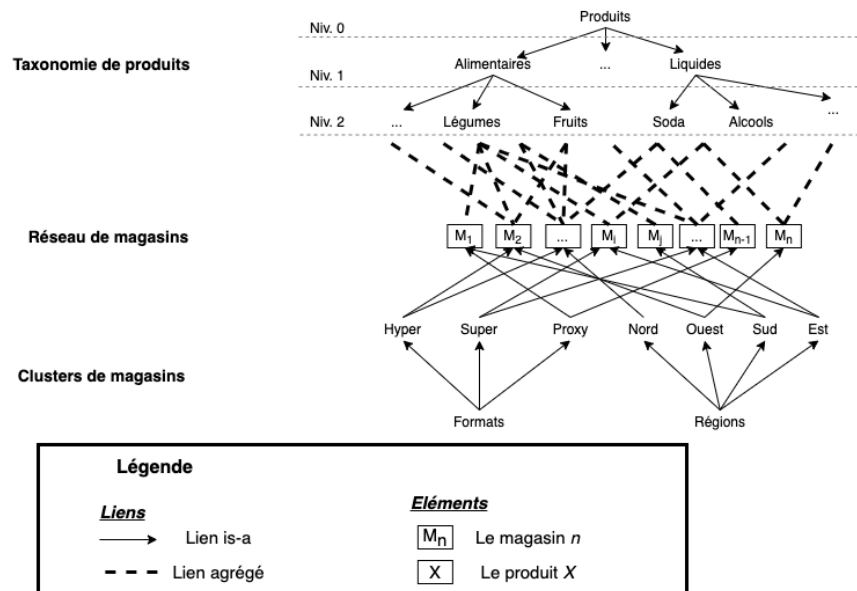 Produits
Niv. 0
Taxonomie de produits
Alimentaires ... Liquides
Niv. 1
Niv. 2 ... Légumes Fruits Soda Alcools ...
Réseau de magasins M1 M2 ... Mi Mj ... Mn-1 Mn
Hyper Super Proxy Nord Ouest Sud Est
Clusters de magasins
Formats Régions
Légende
Liens Eléments
Lien is-a Mn Le magasin n
Lien agrégé X Le produit X